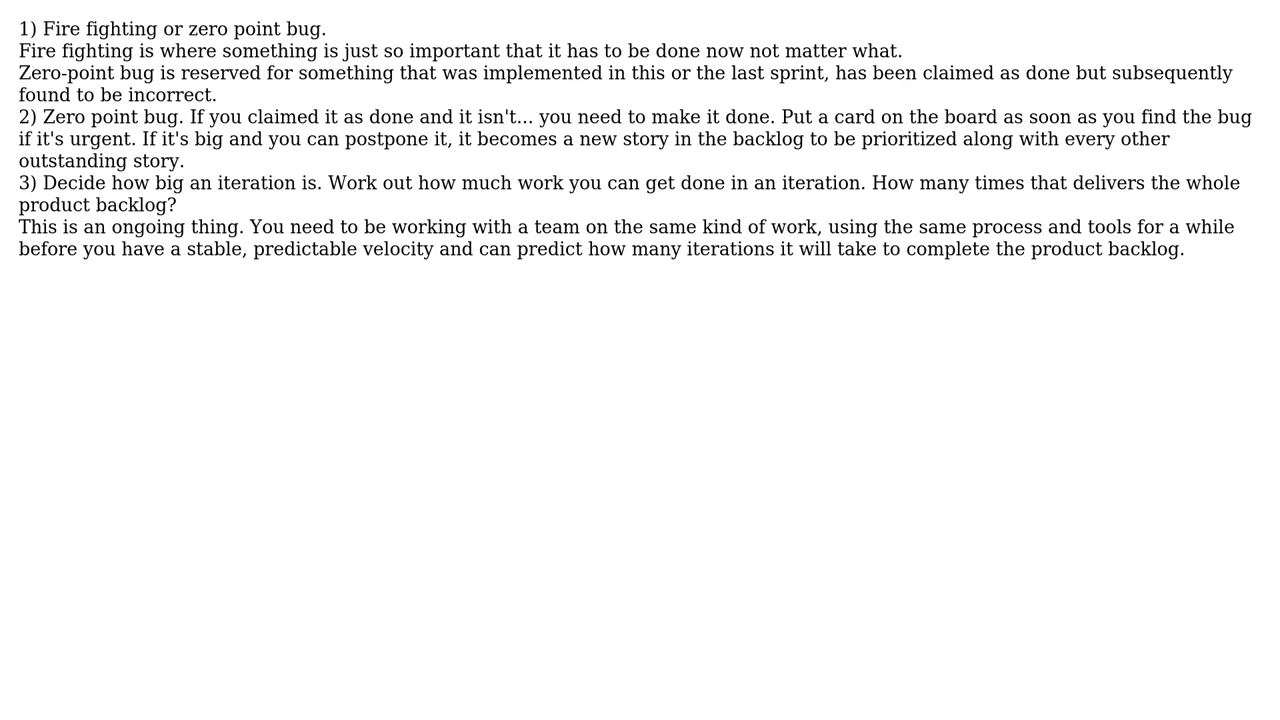 1) Fire fighting or zero point bug.
Fire fighting is where something is just so important that it has to be done now not matter what.
Zero-point bug is reserved for something that was implemented in this or the last sprint, has been claimed as done but subsequently
found to be incorrect.
2) Zero point bug. If you claimed it as done and it isn't... you need to make it done. Put a card on the board as soon as you find the bug
if it's urgent. If it's big and you can postpone it, it becomes a new story in the backlog to be prioritized along with every other
outstanding story.
3) Decide how big an iteration is. Work out how much work you can get done in an iteration. How many times that delivers the whole
product backlog?
This is an ongoing thing. You need to be working with a team on the same kind of work, using the same process and tools for a while
before you have a stable, predictable velocity and can predict how many iterations it will take to complete the product backlog.